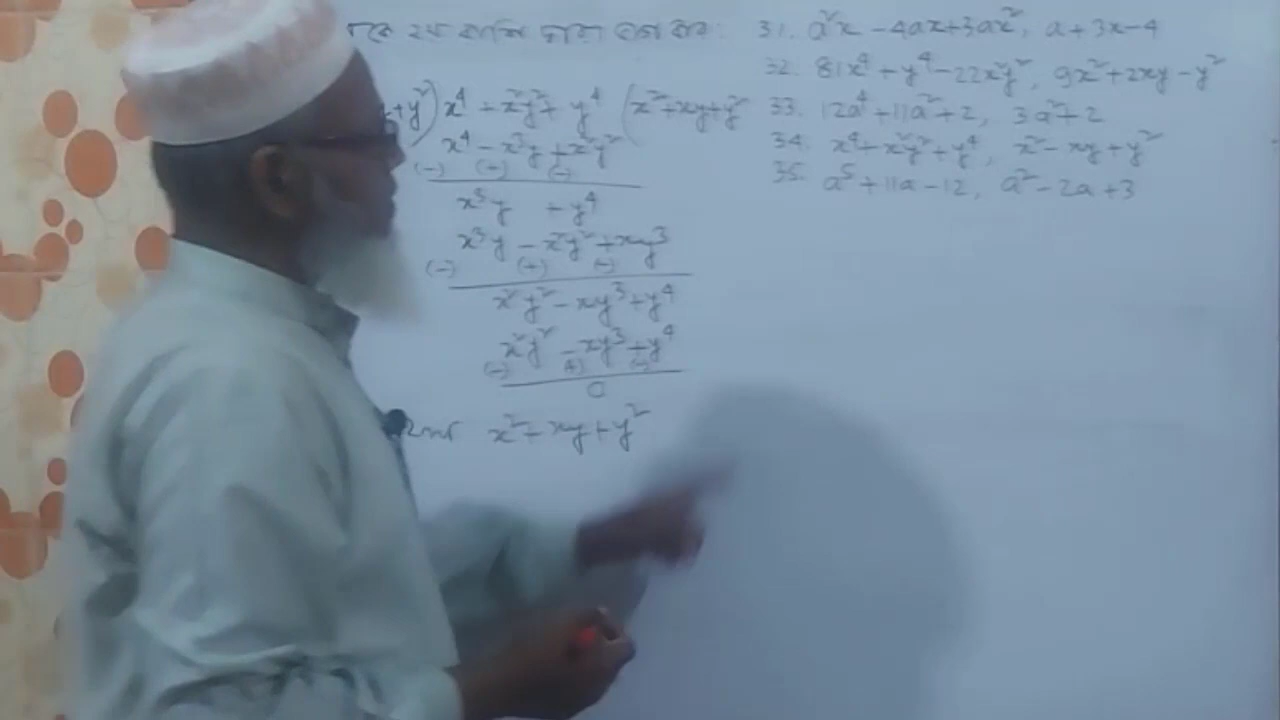 কে ২য় রাশি দ্বারা ভাগ কর:
+y²) x⁴ + x²y² + y⁴ (x² + xy + y²
x⁴ - x³y + x²y²
(-) (+) (-)
x³y + y⁴
x³y - x²y² + xy³
(-) (+) (-)
x²y² - xy³ + y⁴
x²y² - xy³ + y⁴
(-) (+) (-)
0
x² + xy + y²
31. a²x - 4ax + 3ax², a + 3x - 4
32. 81x⁴ + y⁴ - 22x²y², 9x² + 2xy - y²
33. 12a⁴ + 11a² + 2, 3a² + 2
34. x⁴ + x²y² + y⁴, x² - xy + y²
35. a⁵ + 11a - 12, a² - 2a + 3